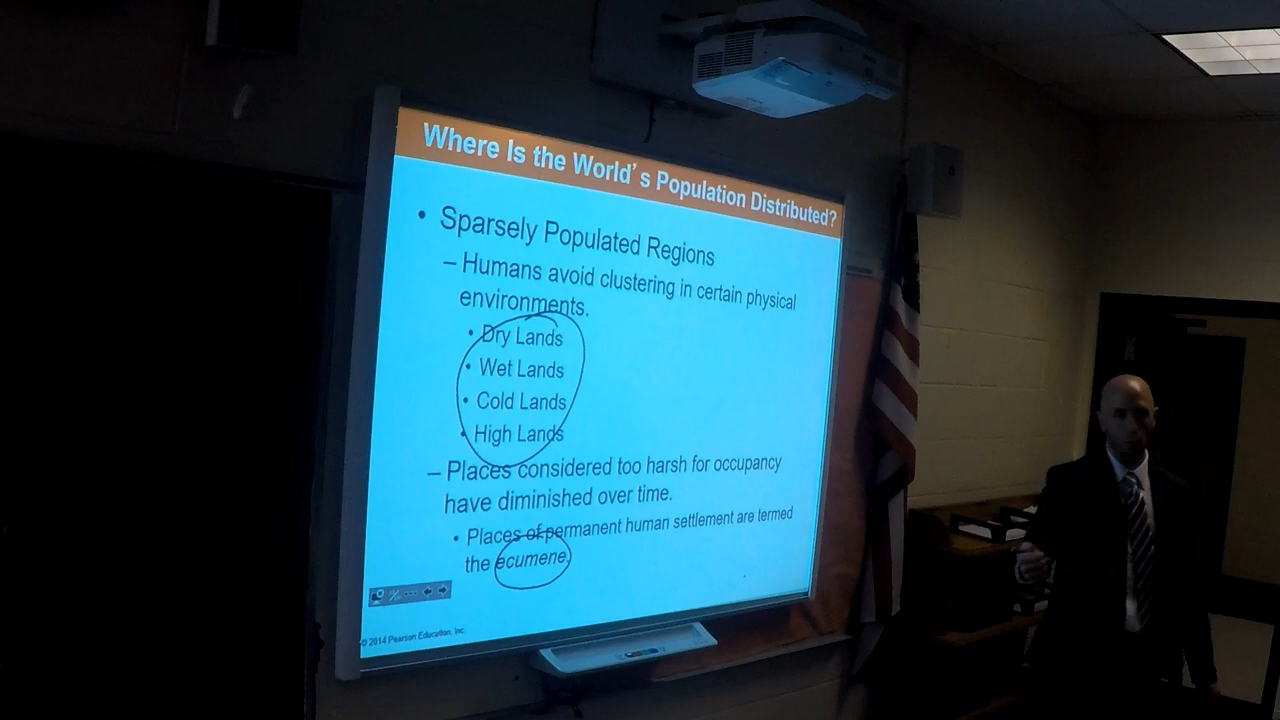 Where Is the World's Population Distributed?
• Sparsely Populated Regions
– Humans avoid clustering in certain physical
environments.
• Dry Lands
• Wet Lands
• Cold Lands
• High Lands
– Places considered too harsh for occupancy
have diminished over time.
• Places of permanent human settlement are termed
the ecumene.
© 2014 Pearson Education, Inc.